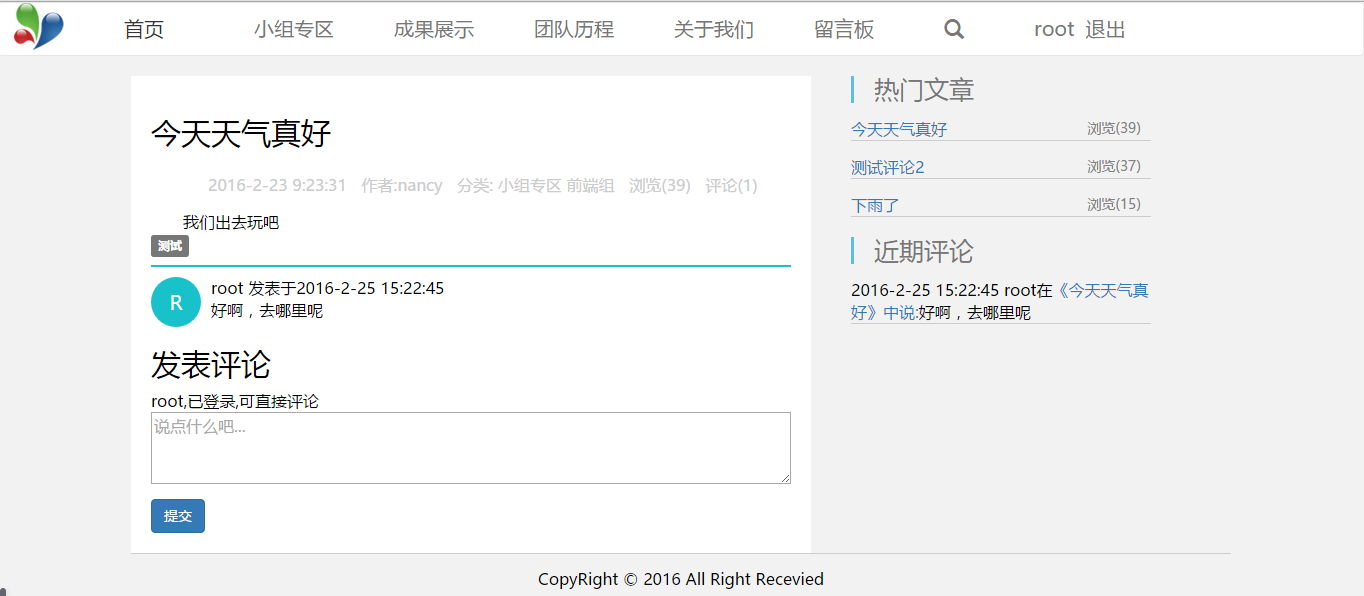 首页 小组专区 成果展示 团队历程 关于我们 留言板 root 退出
今天天气真好
2016-2-23 9:23:31 作者:nancy 分类: 小组专区 前端组 浏览(39) 评论(1)
我们出去玩吧
测试
R
root 发表于2016-2-25 15:22:45
好啊，去哪里呢
发表评论
root,已登录,可直接评论
说点什么吧...
提交
热门文章
今天天气真好 浏览(39)
测试评论2 浏览(37)
下雨了 浏览(15)
近期评论
2016-2-25 15:22:45 root在《今天天气真
好》中说:好啊，去哪里呢
CopyRight © 2016 All Right Recevied